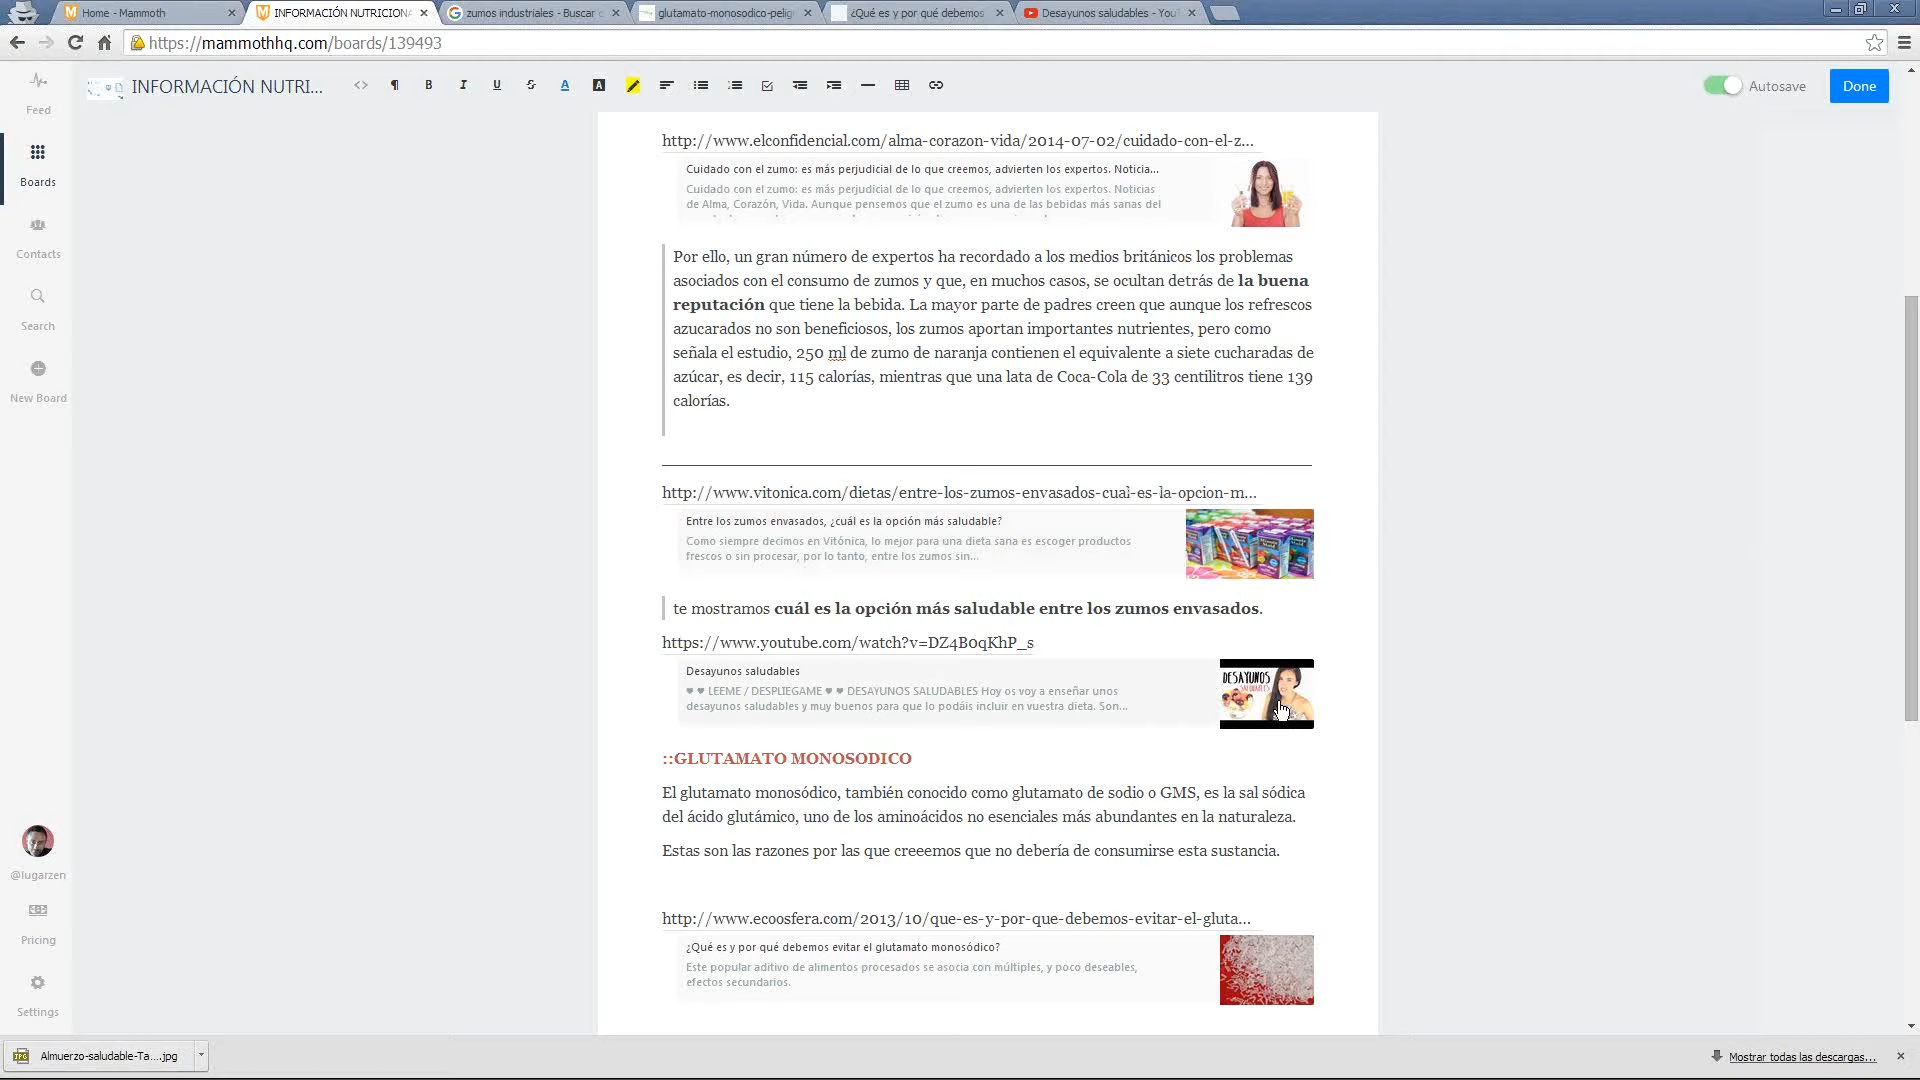 Home - Mammoth
INFORMACIÓN NUTRICIONA
zumos industriales - Buscar c
glutamato-monosodico-pelig
¿Qué es y por qué debemos
Desayunos saludables - YouT
https://mammothhq.com/boards/139493
INFORMACIÓN NUTRI...
Autosave
Done
Feed
Boards
Contacts
Search
New Board
@lugarzen
Pricing
Settings
http://www.elconfidencial.com/alma-corazon-vida/2014-07-02/cuidado-con-el-z...
Cuidado con el zumo: es más perjudicial de lo que creemos, advierten los expertos. Noticia...
Cuidado con el zumo: es más perjudicial de lo que creemos, advierten los expertos. Noticias
de Alma, Corazón, Vida. Aunque pensemos que el zumo es una de las bebidas más sanas del
Por ello, un gran número de expertos ha recordado a los medios británicos los problemas
asociados con el consumo de zumos y que, en muchos casos, se ocultan detrás de la buena
reputación que tiene la bebida. La mayor parte de padres creen que aunque los refrescos
azucarados no son beneficiosos, los zumos aportan importantes nutrientes, pero como
señala el estudio, 250 ml de zumo de naranja contienen el equivalente a siete cucharadas de
azúcar, es decir, 115 calorías, mientras que una lata de Coca-Cola de 33 centilitros tiene 139
calorías.
http://www.vitonica.com/dietas/entre-los-zumos-envasados-cual-es-la-opcion-m...
Entre los zumos envasados, ¿cuál es la opción más saludable?
Como siempre decimos en Vitónica, lo mejor para una dieta sana es escoger productos
frescos o sin procesar, por lo tanto, entre los zumos sin...
te mostramos cuál es la opción más saludable entre los zumos envasados.
https://www.youtube.com/watch?v=DZ4B0qKhP_s
Desayunos saludables
♥ ♥ LEEME / DESPLIEGAME ♥ ♥ DESAYUNOS SALUDABLES Hoy os voy a enseñar unos
desayunos saludables y muy buenos para que lo podáis incluir en vuestra dieta. Son...
DESAYUNOS
SALUDABLES
::GLUTAMATO MONOSODICO
El glutamato monosódico, también conocido como glutamato de sodio o GMS, es la sal sódica
del ácido glutámico, uno de los aminoácidos no esenciales más abundantes en la naturaleza.
Estas son las razones por las que creeemos que no debería de consumirse esta sustancia.
http://www.ecoosfera.com/2013/10/que-es-y-por-que-debemos-evitar-el-gluta...
¿Qué es y por qué debemos evitar el glutamato monosódico?
Este popular aditivo de alimentos procesados se asocia con múltiples, y poco deseables,
efectos secundarios.
Almuerzo-saludable-Ta....jpg
Mostrar todas las descargas...